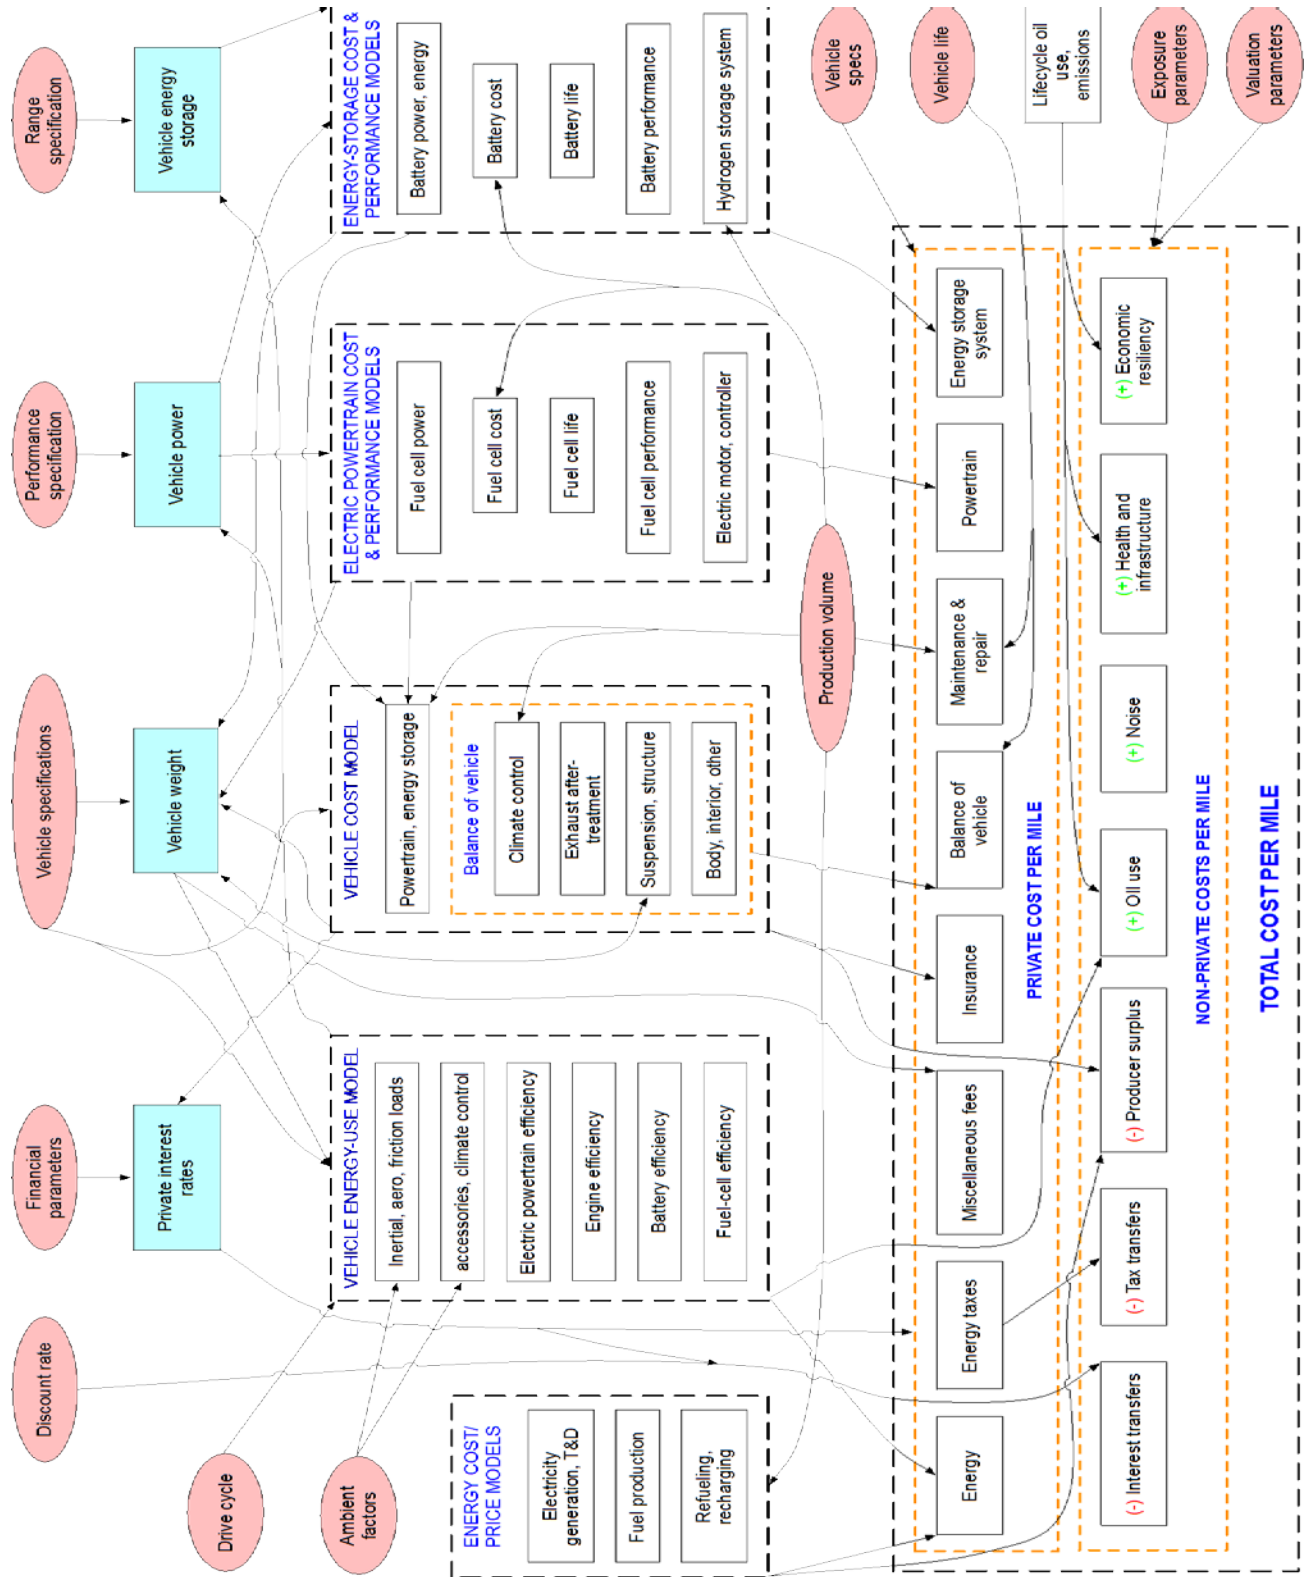 Discount rate
Financial
parameters
Vehicle specifications
Performance
specification
Range
specification
Private interest
rates
Vehicle weight
Vehicle power
Vehicle energy
storage
Drive cycle
Ambient
factors
ENERGY COST/
PRICE MODELS
Electricity
generation, T&D
Fuel production
Refueling,
recharging
VEHICLE ENERGY-USE MODEL
Inertial, aero, friction loads
accessories, climate control
Electric powertrain efficiency
Engine efficiency
Battery efficiency
Fuel-cell efficiency
VEHICLE COST MODEL
Powertrain, energy storage
Balance of vehicle
Climate control
Exhaust after-
treatment
Suspension, structure
Body, interior, other
ELECTRIC POWERTRAIN COST
& PERFORMANCE MODELS
Fuel cell power
Fuel cell cost
Fuel cell life
Fuel cell performance
Electric motor, controller
ENERGY-STORAGE COST &
PERFORMANCE MODELS
Battery power, energy
Battery cost
Battery life
Battery performance
Hydrogen storage system
Production volume
Vehicle
specs
Vehicle life
Lifecycle oil
use,
emissions
Exposure
parameters
Valuation
parameters
Energy
Energy taxes
Miscellaneous fees
Insurance
Balance of
vehicle
Maintenance &
repair
Powertrain
Energy storage
system
PRIVATE COST PER MILE
(-) Interest transfers
(-) Tax transfers
(-) Producer surplus
(+) OIl use
(+) Noise
(+) Health and
infrastructure
(+) Economic
resiliency
NON-PRIVATE COSTS PER MILE
TOTAL COST PER MILE